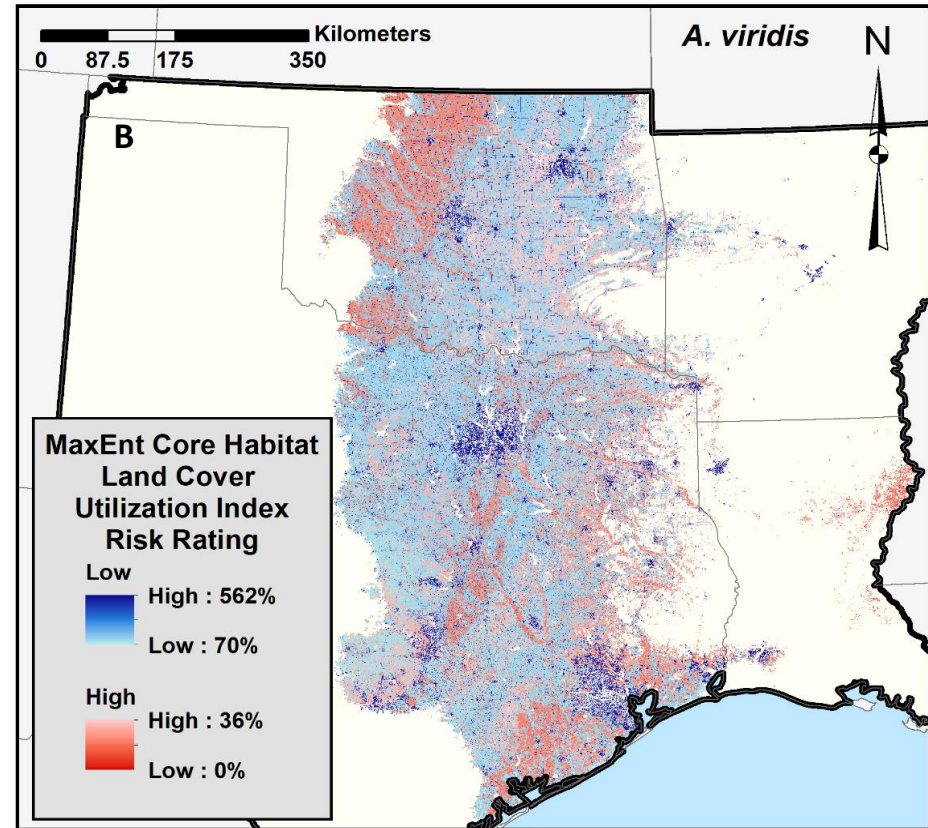 Kilometers
0 87.5 175 350
A. viridis
N
B
MaxEnt Core Habitat
Land Cover
Utilization Index
Risk Rating
Low
High : 562%
Low : 70%
High
High : 36%
Low : 0%